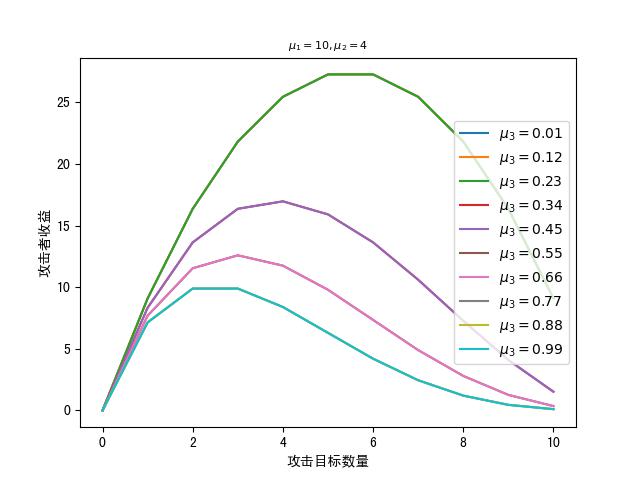 μ₁ = 10, μ₂ = 4
25
20
15
10
5
0
攻击者收益
μ₃ = 0.01
μ₃ = 0.12
μ₃ = 0.23
μ₃ = 0.34
μ₃ = 0.45
μ₃ = 0.55
μ₃ = 0.66
μ₃ = 0.77
μ₃ = 0.88
μ₃ = 0.99
0 2 4 6 8 10
攻击目标数量